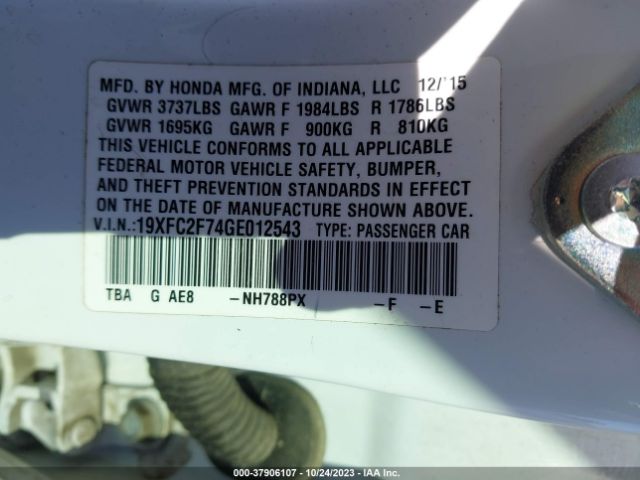 MFD. BY HONDA MFG. OF INDIANA, LLC 12/15
GVWR 3737LBS GAWR F 1984LBS R 1786LBS
GVWR 1695KG GAWR F 900KG R 810KG
THIS VEHICLE CONFORMS TO ALL APPLICABLE
FEDERAL MOTOR VEHICLE SAFETY, BUMPER,
AND THEFT PREVENTION STANDARDS IN EFFECT
ON THE DATE OF MANUFACTURE SHOWN ABOVE.
V.I.N.:19XFC2F74GE012543 TYPE: PASSENGER CAR
TBA G AE8 -NH788PX -F -E
000-37906107 - 10/24/2023 - IAA Inc.